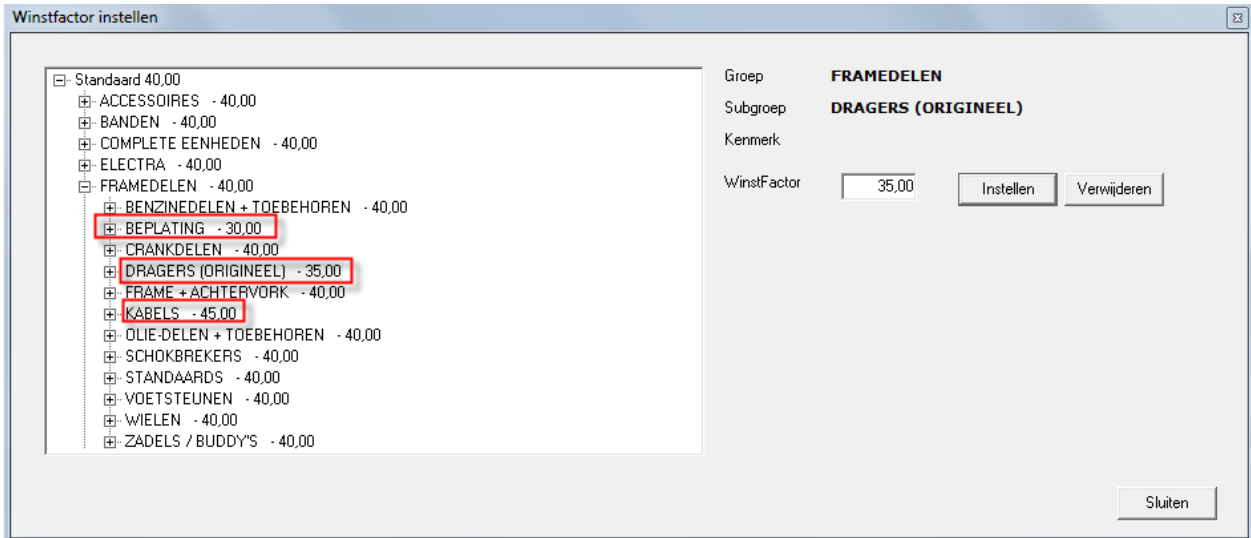 Winstfactor instellen
Standaard 40,00
ACCESSOIRES - 40,00
BANDEN - 40,00
COMPLETE EENHEDEN - 40,00
ELECTRA - 40,00
FRAMEDELEN - 40,00
BENZINEDELEN + TOEBEHOREN - 40,00
BEPLATING - 30,00
CRANKDELEN - 40,00
DRAGERS (ORIGINEEL) - 35,00
FRAME + ACHTERVORK - 40,00
KABELS - 45,00
OLIE-DELEN + TOEBEHOREN - 40,00
SCHOKBREKERS - 40,00
STANDAARDS - 40,00
VOETSTEUNEN - 40,00
WIELEN - 40,00
ZADELS / BUDDY'S - 40,00
Groep FRAMEDELEN
Subgroep DRAGERS (ORIGINEEL)
Kenmerk
WinstFactor 35,00 Instellen Verwijderen
Sluiten